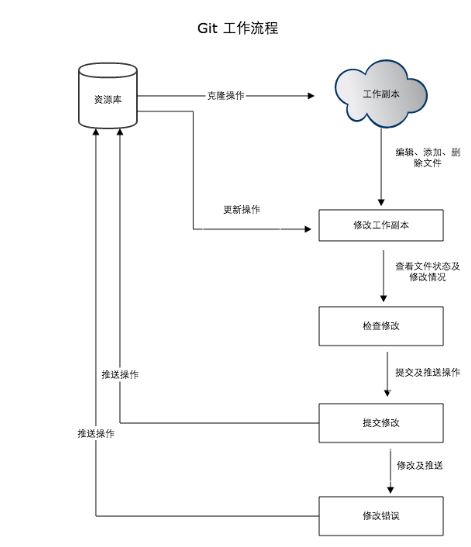 Git 工作流程
资源库
克隆操作
工作副本
编辑、添加、删
除文件
更新操作
修改工作副本
查看文件状态及
修改情况
检查修改
推送操作
提交及推送操作
提交修改
推送操作
修改及推送
修改错误